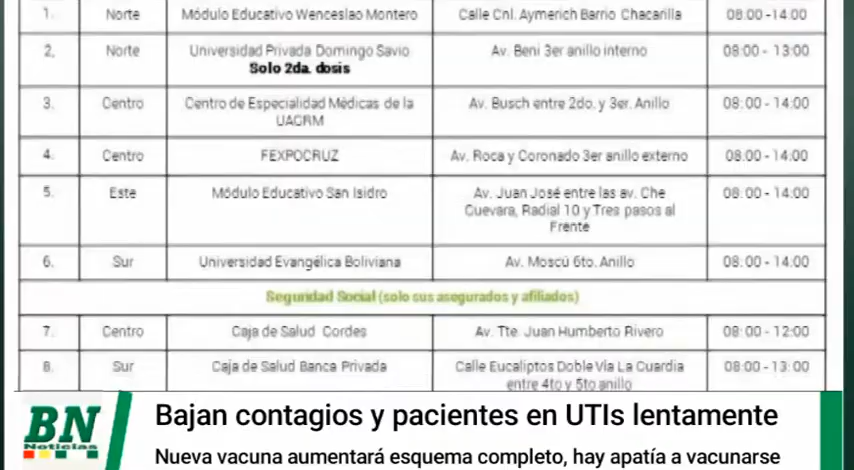 1. Norte Módulo Educativo Wenceslao Montero Calle Cnl. Aymerich Barrio Chacarilla 08:00 -14:00
2. Norte Universidad Privada Domingo Savio Av. Beni 3er anillo interno 08:00 - 13:00
Solo 2da. dosis
3. Centro Centro de Especialidad Médicas de la Av. Busch entre 2do. y 3er. Anillo 08:00 - 14:00
UAGRM
4. Centro FEXPOCRUZ Av. Roca y Coronado 3er anillo externo 08:00 - 14:00
5. Este Módulo Educativo San Isidro Av. Juan José entre las av. Che 08:00 - 14:00
Guevara, Radial 10 y Tres pasos al
Frente
6. Sur Universidad Evangélica Boliviana Av. Moscú 6to. Anillo 08:00 - 14:00
Seguridad Social (solo sus asegurados y afiliados)
7. Centro Caja de Salud Cordes Av. Tte. Juan Humberto Rivero 08:00 - 12:00
8. Sur Caja de Salud Banca Privada Calle Eucaliptos Doble Vía La Guardia 08:00 - 13:00
entre 4to y 5to anillo
BN
Noticias
Bajan contagios y pacientes en UTIs lentamente
Nueva vacuna aumentará esquema completo, hay apatía a vacunarse